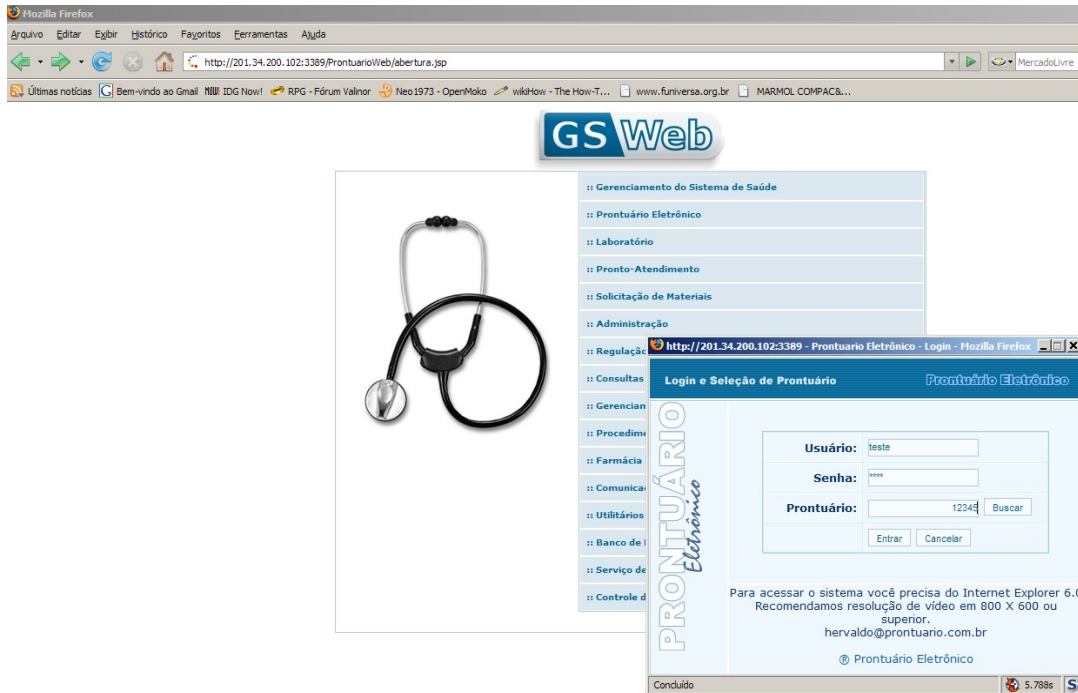 Mozilla Firefox
Arquivo Editar Exibir Histórico Favoritos Ferramentas Ajuda
http://201.34.200.102:3389/ProntuarioWeb/abertura.jsp
MercadoLivre
Últimas notícias Bem-vindo ao Gmail IDG Now! RPG - Fórum Valinor Neo1973 - OpenMoko wikiHow - The How-T... www.funiversa.org.br MARMOL COMPAC&...
GS Web
:: Gerenciamento do Sistema de Saúde
:: Prontuário Eletrônico
:: Laboratório
:: Pronto-Atendimento
:: Solicitação de Materiais
:: Administração
:: Regulação
:: Consultas
:: Gerencian
:: Procedime
:: Farmácia
:: Comunica
:: Utilitários
:: Banco de
:: Serviço de
:: Controle d
http://201.34.200.102:3389 - Prontuario Eletrônico - Login - Mozilla Firefox
Login e Seleção de Prontuário Prontuário Eletrônico
PRONTUÁRIO
Eletrônico
Usuário: teste
Senha: ****
Prontuário: 12345 Buscar
Entrar Cancelar
Para acessar o sistema você precisa do Internet Explorer 6.0
Recomendamos resolução de vídeo em 800 X 600 ou
superior.
hervaldo@prontuario.com.br
® Prontuário Eletrônico
Concluído 5.788s S